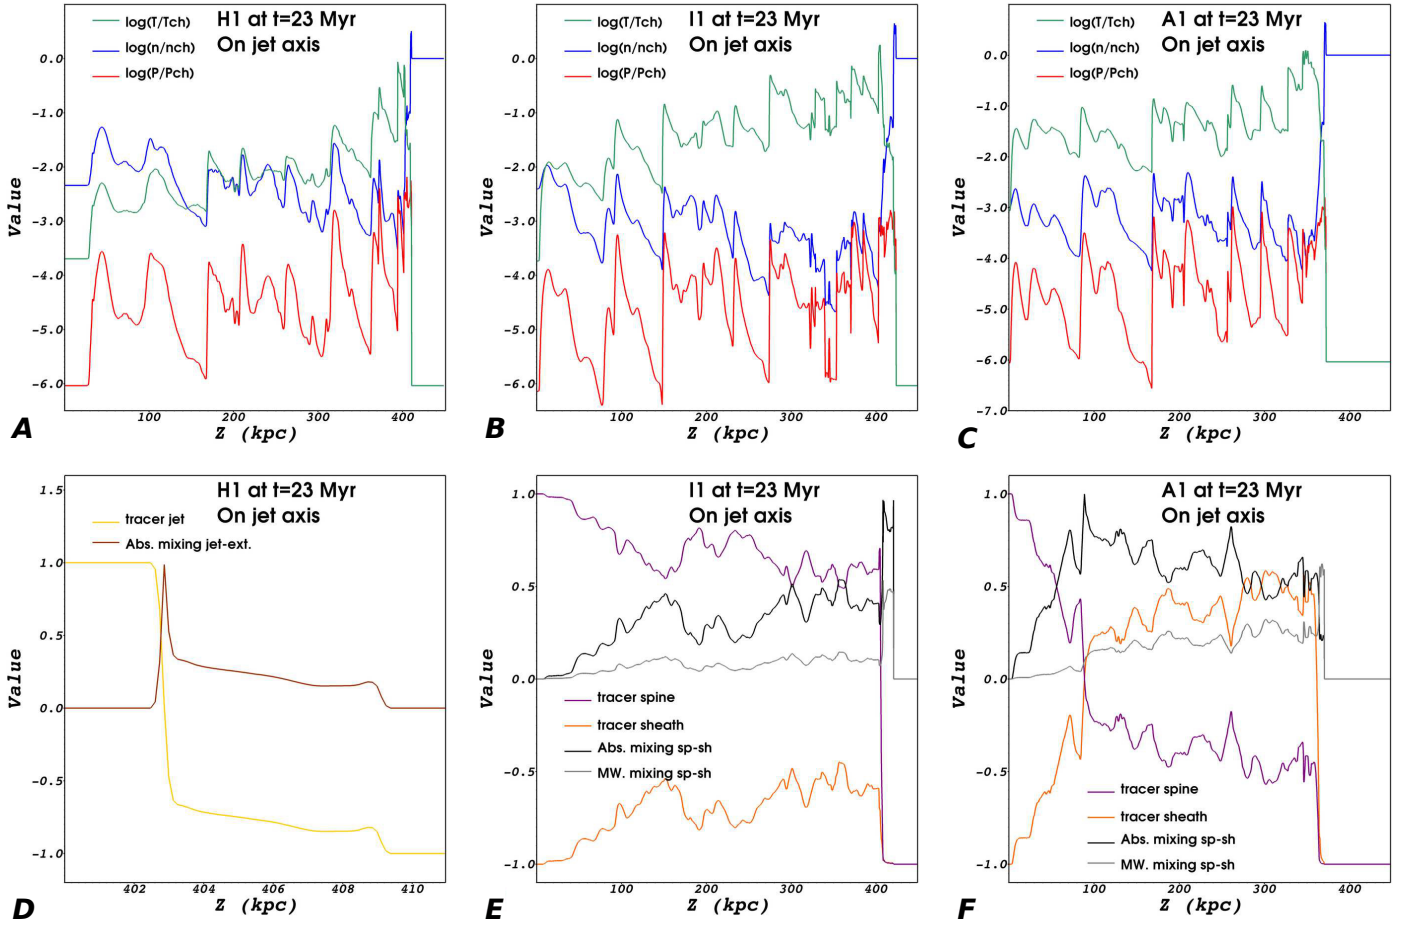 H1 at t=23 Myr
On jet axis
log(T/Tch)
log(n/nch)
log(P/Pch)
0.0
−1.0
−2.0
−3.0
−4.0
−5.0
−6.0
Value
100
200
300
400
Z (kpc)
A
I1 at t=23 Myr
On jet axis
log(T/Tch)
log(n/nch)
log(P/Pch)
0.0
−1.0
−2.0
−3.0
−4.0
−5.0
−6.0
Value
100
200
300
400
Z (kpc)
B
A1 at t=23 Myr
On jet axis
log(T/Tch)
log(n/nch)
log(P/Pch)
0.0
−1.0
−2.0
−3.0
−4.0
−5.0
−6.0
−7.0
Value
100
200
300
400
Z (kpc)
C
H1 at t=23 Myr
On jet axis
tracer jet
Abs. mixing jet-ext.
1.5
1.0
0.5
0.0
−0.5
−1.0
Value
402
404
406
408
410
Z (kpc)
D
I1 at t=23 Myr
On jet axis
1.0
0.5
0.0
−0.5
−1.0
Value
tracer spine
tracer sheath
Abs. mixing sp-sh
MW. mixing sp-sh
100
200
300
400
Z (kpc)
E
A1 at t=23 Myr
On jet axis
1.0
0.5
0.0
−0.5
−1.0
Value
tracer spine
tracer sheath
Abs. mixing sp-sh
MW. mixing sp-sh
100
200
300
400
Z (kpc)
F